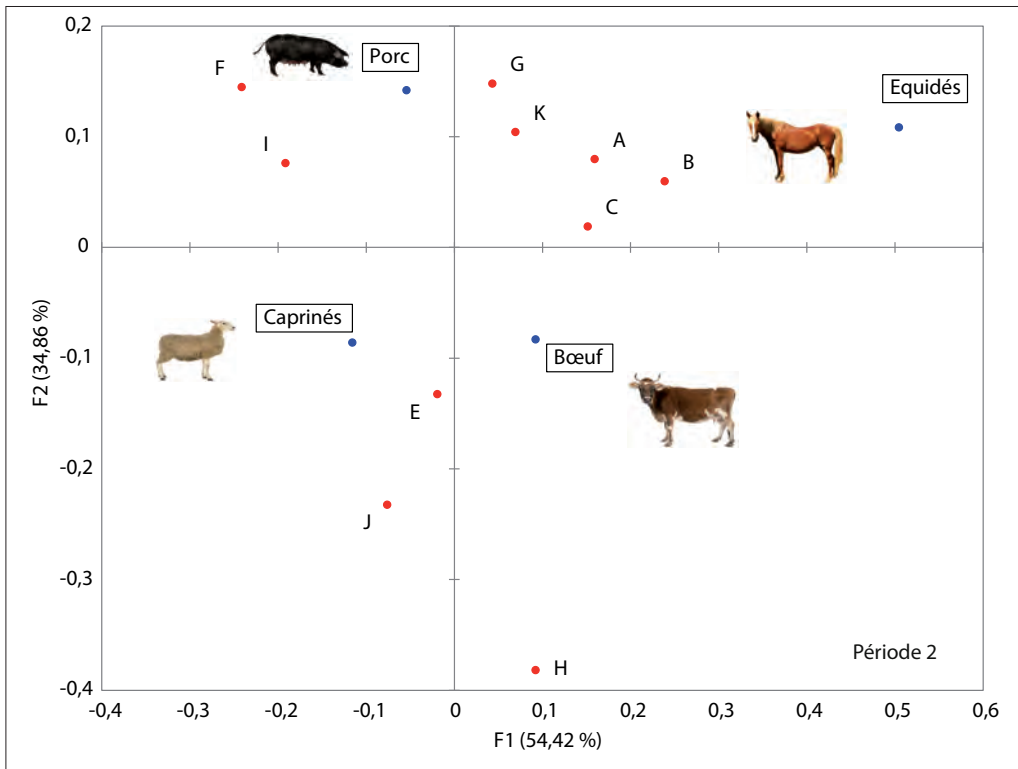 0,2
F
Porc
G
Equidés
K
0,1
A
I
B
C
0
Caprinés
F2 (34,86 %)
-0,1
Bœuf
E
-0,2
J
-0,3
Période 2
H
-0,4
-0,4 -0,3 -0,2 -0,1 0 0,1 0,2 0,3 0,4 0,5 0,6
F1 (54,42 %)